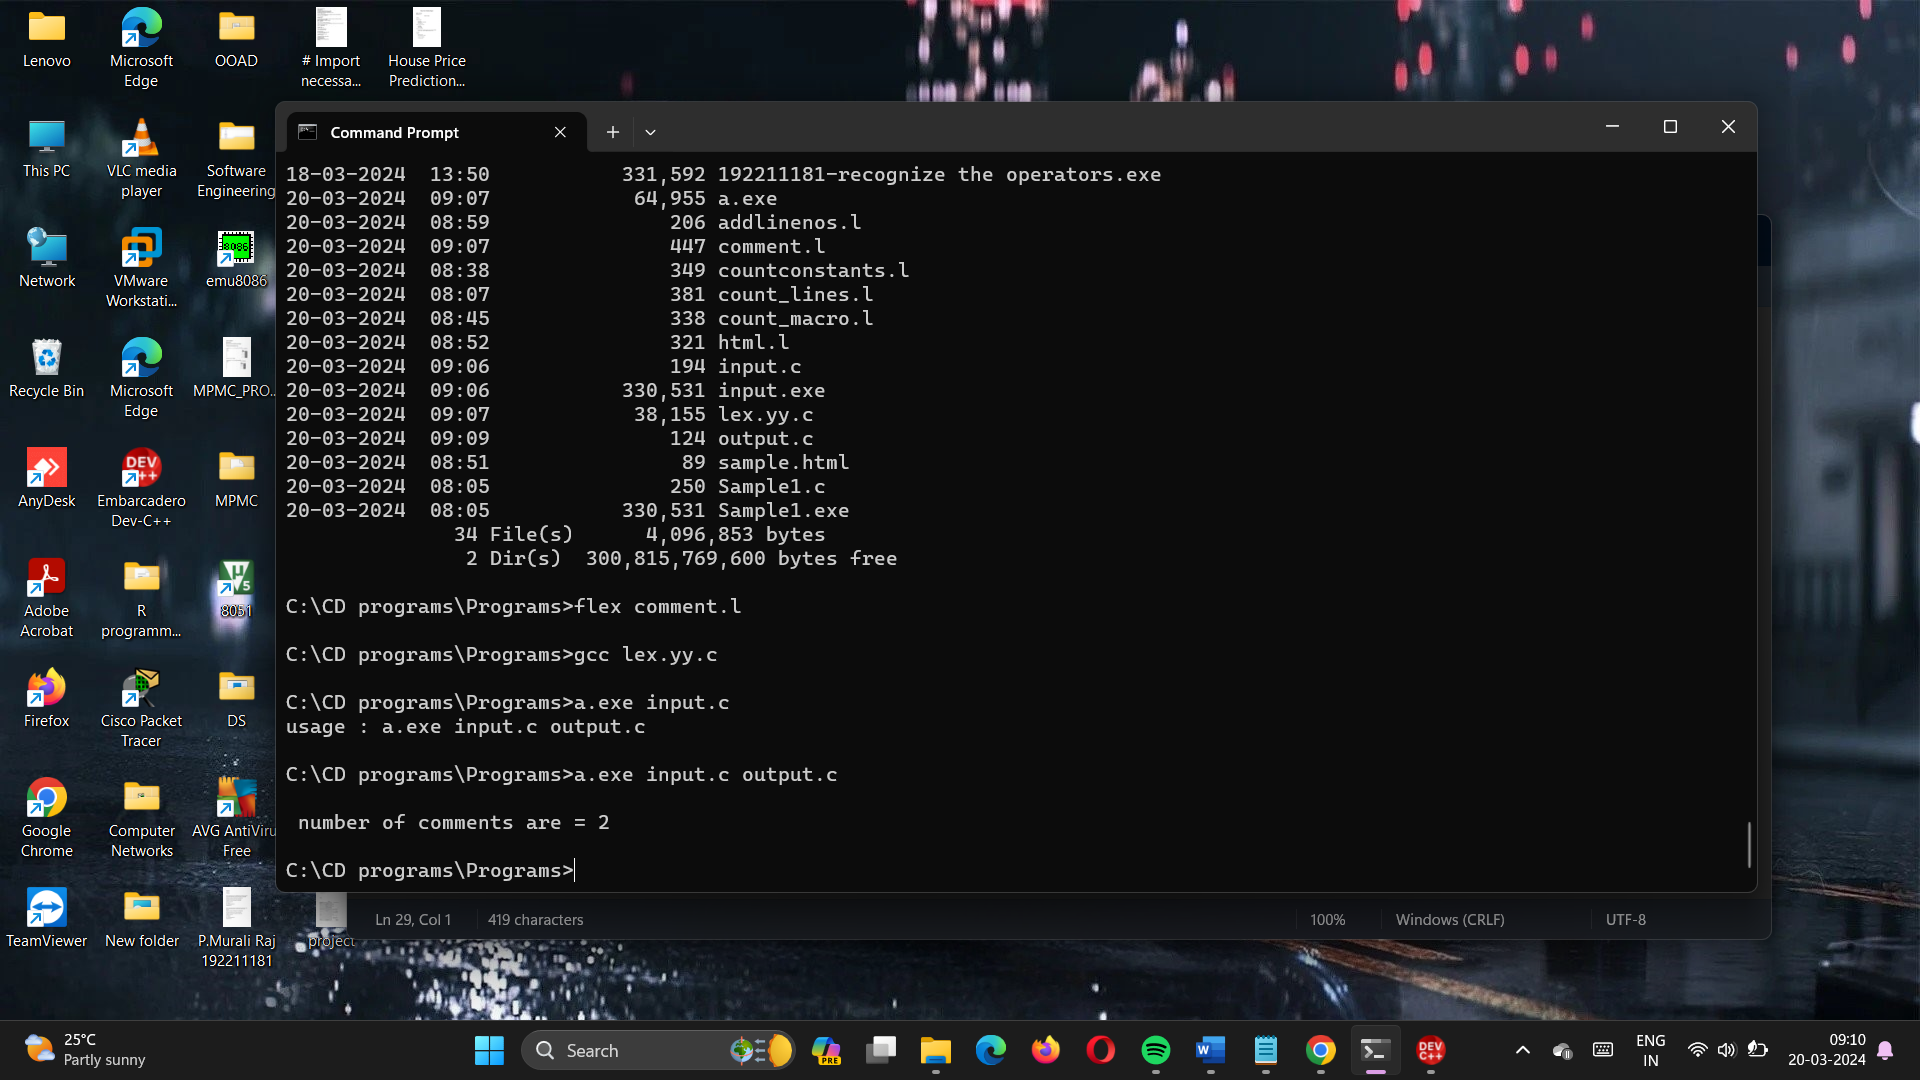 Lenovo
Microsoft
Edge
OOAD
# Import
necessa...
House Price
Prediction...
This PC
VLC media
player
Software
Engineering
Network
VMware
Workstati...
8086
emu8086
Recycle Bin
Microsoft
Edge
MPMC_PRO...
AnyDesk
DEV
C++
Embarcadero
Dev-C++
MPMC
Adobe
Acrobat
R
programm...
8051
Firefox
Cisco Packet
Tracer
DS
Google
Chrome
Computer
Networks
AVG AntiViru
Free
TeamViewer
New folder
P.Murali Raj
192211181
project
Command Prompt
18-03-2024  13:50           331,592 192211181-recognize the operators.exe
20-03-2024  09:07            64,955 a.exe
20-03-2024  08:59               206 addlinenos.l
20-03-2024  09:07               447 comment.l
20-03-2024  08:38               349 countconstants.l
20-03-2024  08:07               381 count_lines.l
20-03-2024  08:45               338 count_macro.l
20-03-2024  08:52               321 html.l
20-03-2024  09:06               194 input.c
20-03-2024  09:06           330,531 input.exe
20-03-2024  09:07            38,155 lex.yy.c
20-03-2024  09:09               124 output.c
20-03-2024  08:51                89 sample.html
20-03-2024  08:05               250 Sample1.c
20-03-2024  08:05           330,531 Sample1.exe
34 File(s)      4,096,853 bytes
2 Dir(s)  300,815,769,600 bytes free
C:\CD programs\Programs>flex comment.l
C:\CD programs\Programs>gcc lex.yy.c
C:\CD programs\Programs>a.exe input.c
usage : a.exe input.c output.c
C:\CD programs\Programs>a.exe input.c output.c
number of comments are = 2
C:\CD programs\Programs>
Ln 29, Col 1
419 characters
100%
Windows (CRLF)
UTF-8
25°C
Partly sunny
Search
PRE
DEV
C++
ENG
IN
09:10
20-03-2024